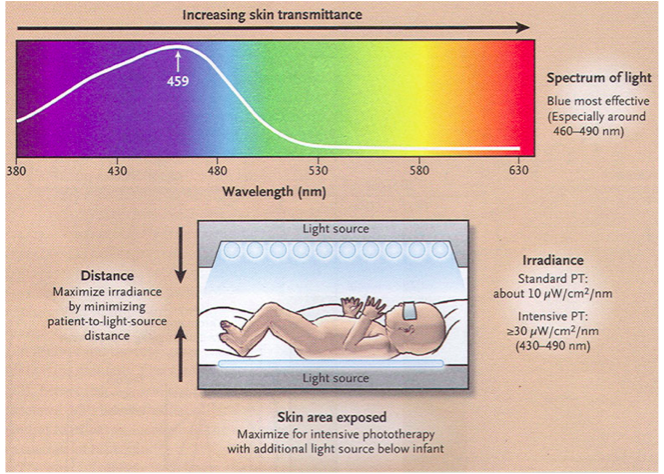 Increasing skin transmittance
459
Spectrum of light
Blue most effective
(Especially around
460–490 nm)
380 430 480 530 580 630
Wavelength (nm)
Light source
Distance
Maximize irradiance
by minimizing
patient-to-light-source
distance
Irradiance
Standard PT:
about 10 µW/cm²/nm
Intensive PT:
≥30 µW/cm²/nm
(430–490 nm)
Light source
Skin area exposed
Maximize for intensive phototherapy
with additional light source below infant